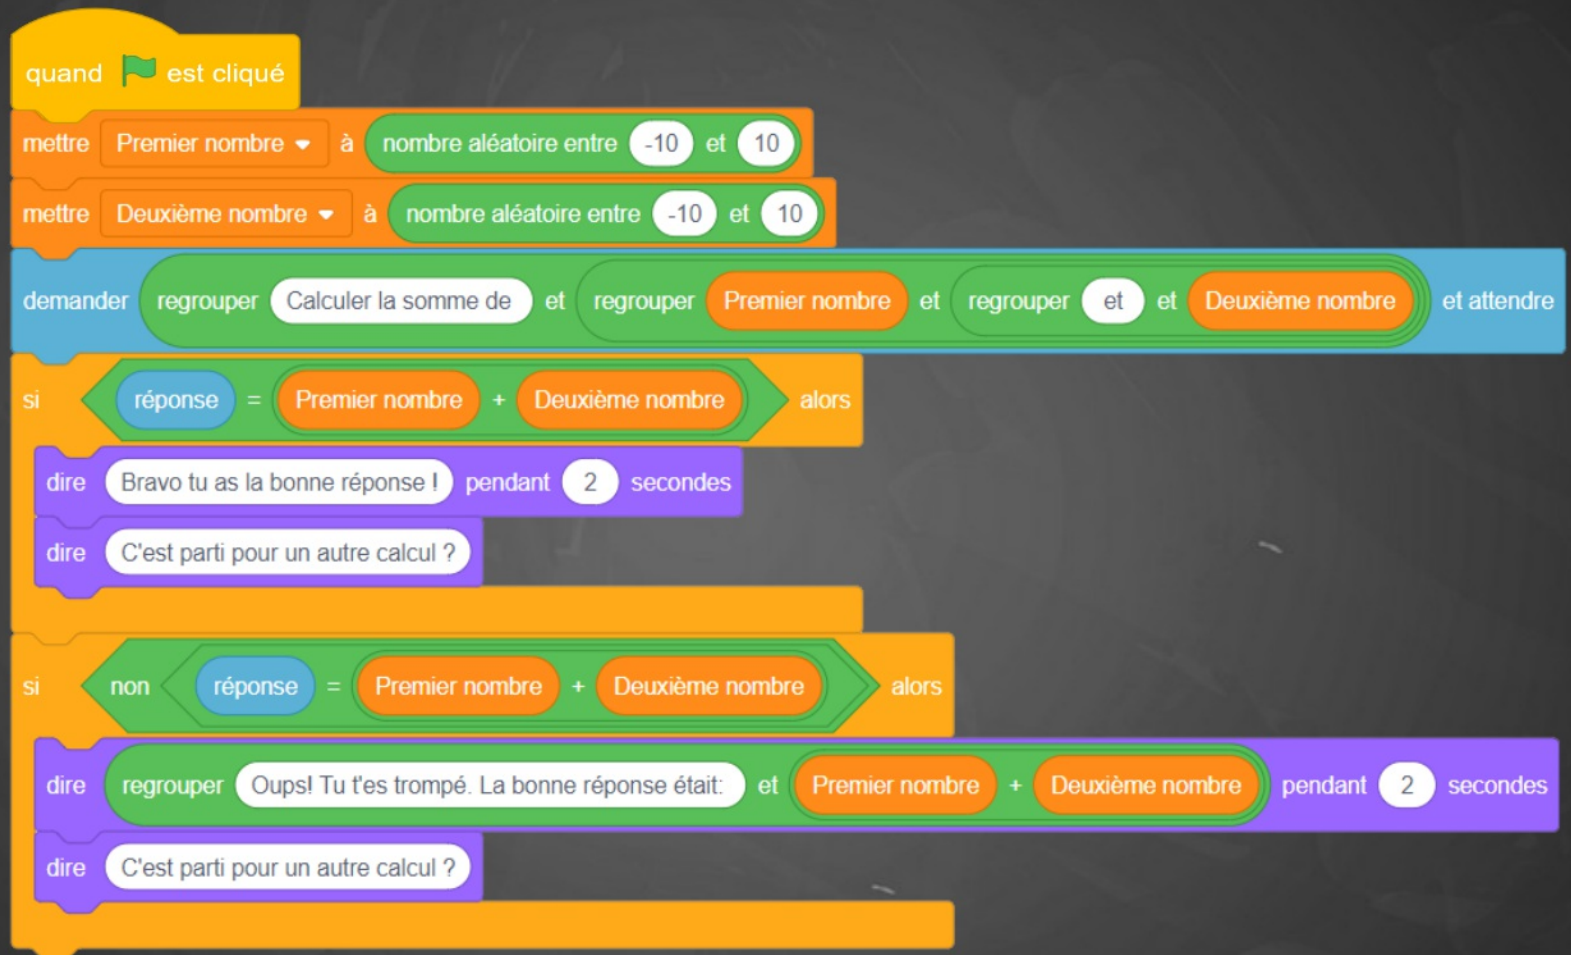 quand est cliqué
mettre Premier nombre à nombre aléatoire entre -10 et 10
mettre Deuxième nombre à nombre aléatoire entre -10 et 10
demander regrouper Calculer la somme de et regrouper Premier nombre et regrouper et et Deuxième nombre et attendre
si réponse = Premier nombre + Deuxième nombre alors
dire Bravo tu as la bonne réponse ! pendant 2 secondes
dire C'est parti pour un autre calcul ?
si non réponse = Premier nombre + Deuxième nombre alors
dire regrouper Oups! Tu t'es trompé. La bonne réponse était: et Premier nombre + Deuxième nombre pendant 2 secondes
dire C'est parti pour un autre calcul ?